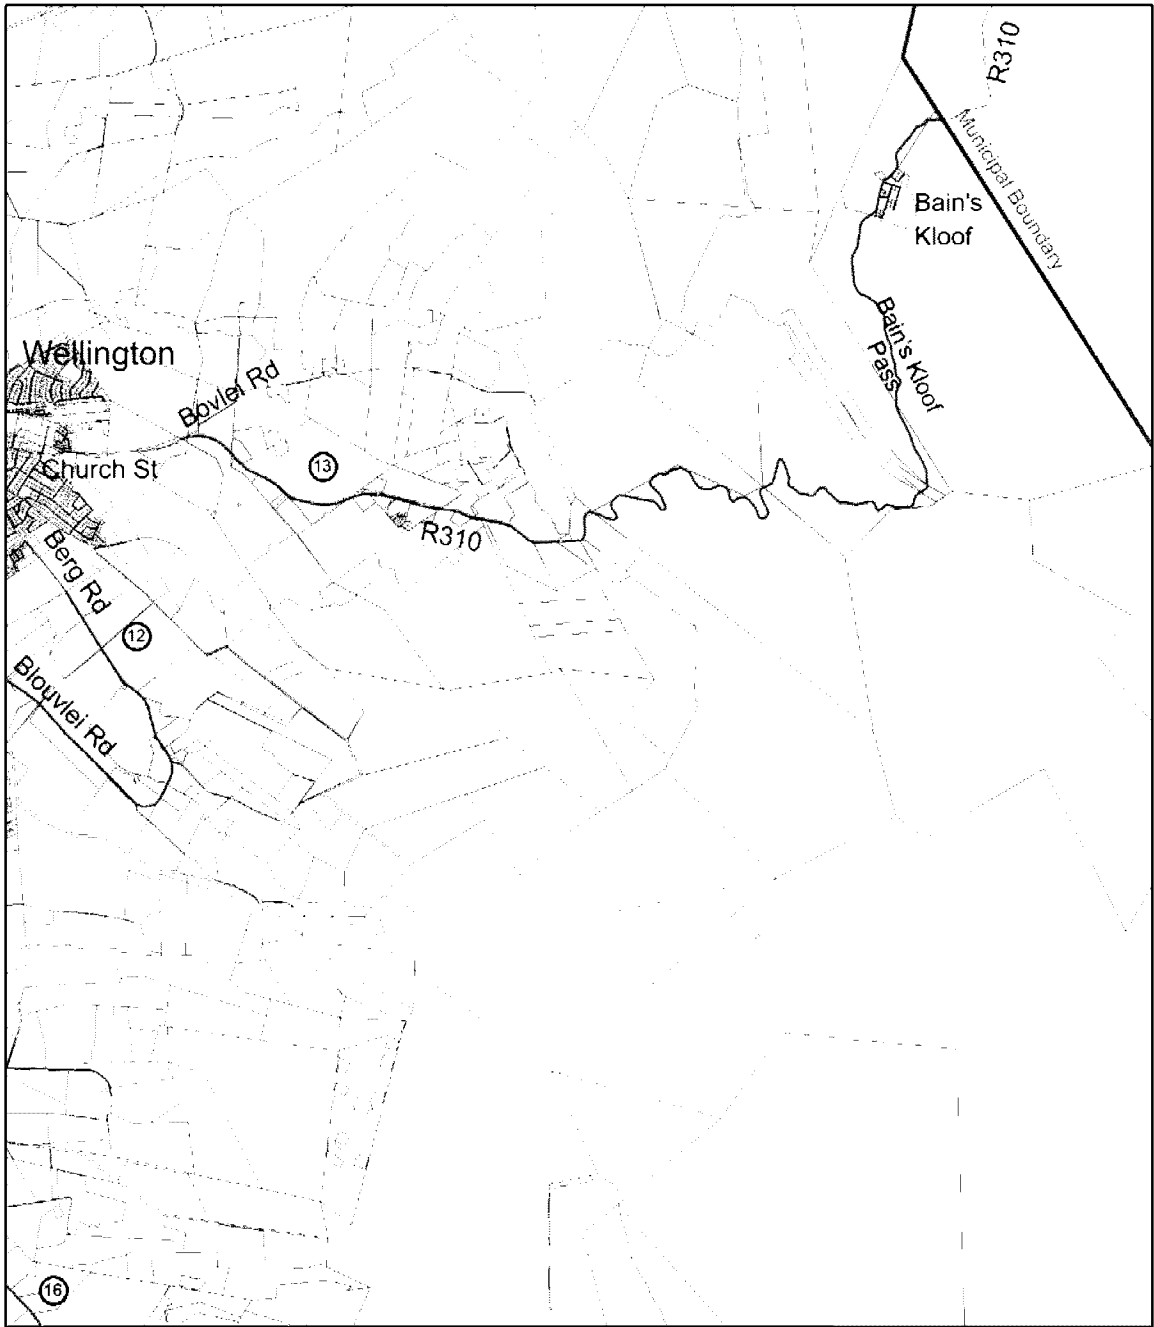 R310
Municipal Boundary
Bain's
Kloof
Bain's Kloof
Pass
Wellington
Bovlei Rd
Church St
13
R310
Berg Rd
12
Blouvlei Rd
16